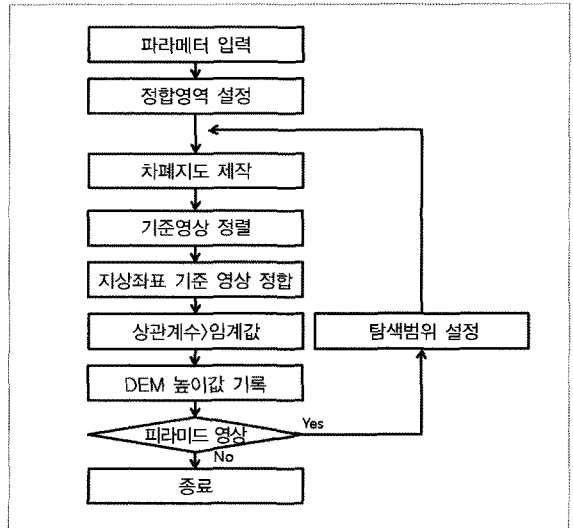 파라메터 입력
정합영역 설정
차폐지도 제작
기준영상 정렬
지상좌표 기준 영상 정합
상관계수>임계값
탐색범위 설정
DEM 높이값 기록
피라미드 영상
Yes
No
종료